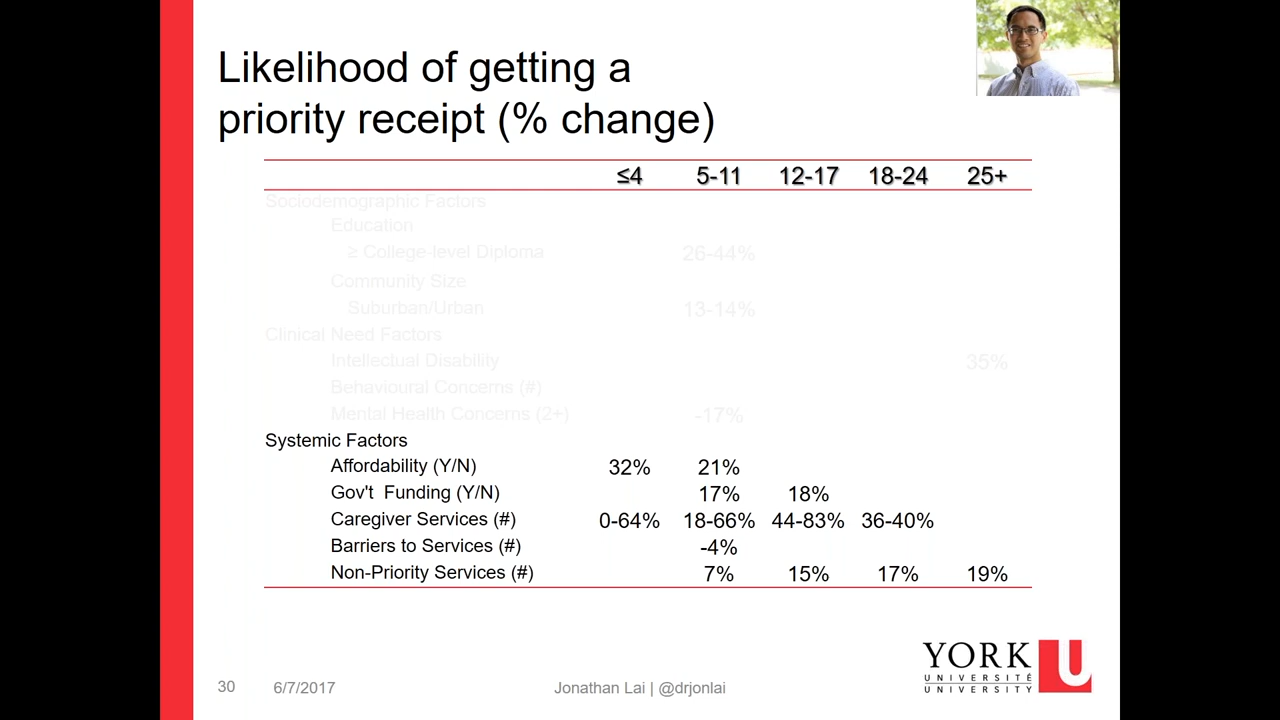 Likelihood of getting a
priority receipt (% change)
≤4 5-11 12-17 18-24 25+
Sociodemographic Factors
Education
≥ College-level Diploma 26-44%
Community Size
Suburban/Urban 13-14%
Clinical Need Factors
Intellectual Disability 35%
Behavioural Concerns (#)
Mental Health Concerns (2+) -17%
Systemic Factors
Affordability (Y/N) 32% 21%
Gov't Funding (Y/N) 17% 18%
Caregiver Services (#) 0-64% 18-66% 44-83% 36-40%
Barriers to Services (#) -4%
Non-Priority Services (#) 7% 15% 17% 19%
YORK U
UNIVERSITÉ
UNIVERSITY
30 6/7/2017 Jonathan Lai | @drjonlai